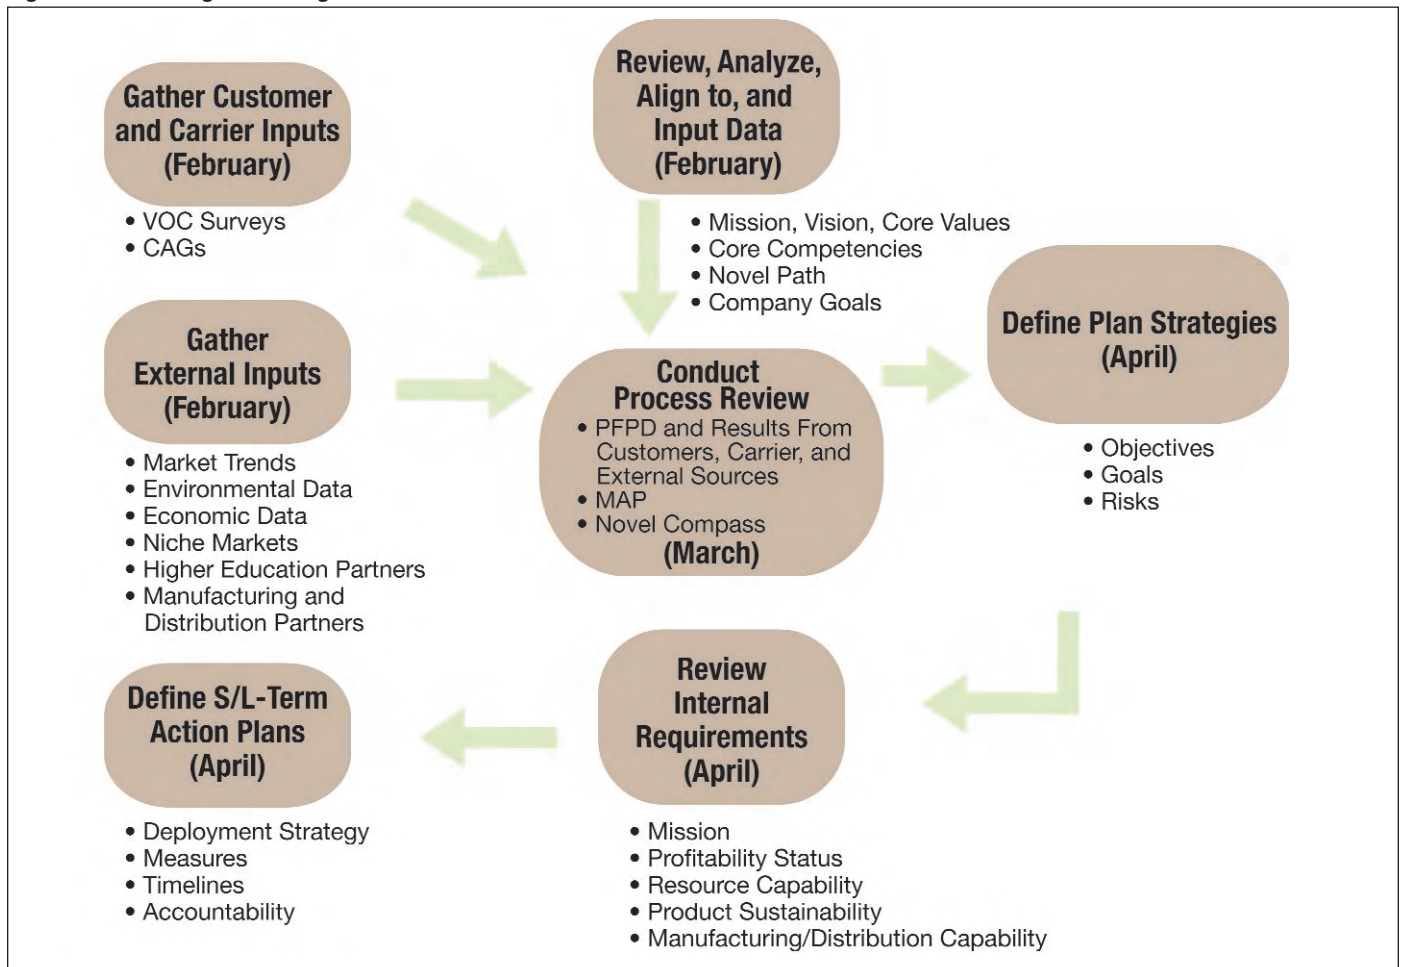 Gather Customer
and Carrier Inputs
(February)
• VOC Surveys
• CAGs
Review, Analyze,
Align to, and
Input Data
(February)
• Mission, Vision, Core Values
• Core Competencies
• Novel Path
• Company Goals
Gather
External Inputs
(February)
• Market Trends
• Environmental Data
• Economic Data
• Niche Markets
• Higher Education Partners
• Manufacturing and
Distribution Partners
Conduct
Process Review
• PFPD and Results From
Customers, Carrier, and
External Sources
• MAP
• Novel Compass
(March)
Define Plan Strategies
(April)
• Objectives
• Goals
• Risks
Review
Internal
Requirements
(April)
• Mission
• Profitability Status
• Resource Capability
• Product Sustainability
• Manufacturing/Distribution Capability
Define S/L-Term
Action Plans
(April)
• Deployment Strategy
• Measures
• Timelines
• Accountability